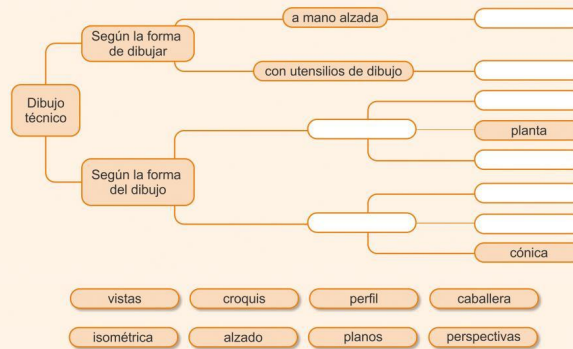 a mano alzada
Según la forma
de dibujar
con utensilios de dibujo
Dibujo
técnico
planta
Según la forma
del dibujo
cónica
vistas
croquis
perfil
caballera
isométrica
alzado
planos
perspectivas